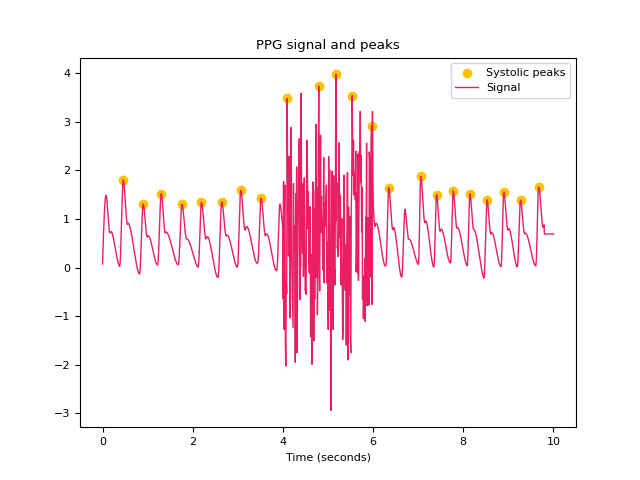 PPG signal and peaks
Systolic peaks
Signal
4
3
2
1
0
−1
−2
−3
0 2 4 6 8 10
Time (seconds)